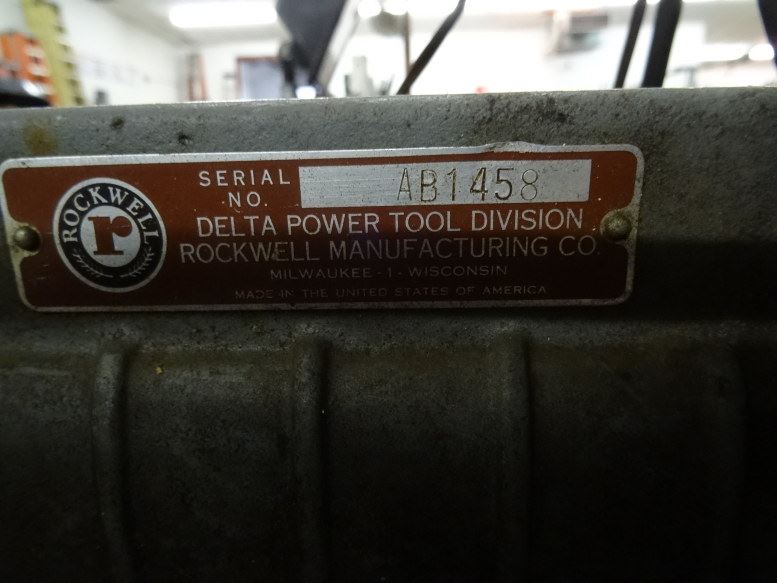 ROCKWELL
r
SERIAL NO. AB1458
DELTA POWER TOOL DIVISION
ROCKWELL MANUFACTURING CO
MILWAUKEE - 1 - WISCONSIN
MADE IN THE UNITED STATES OF AMERICA